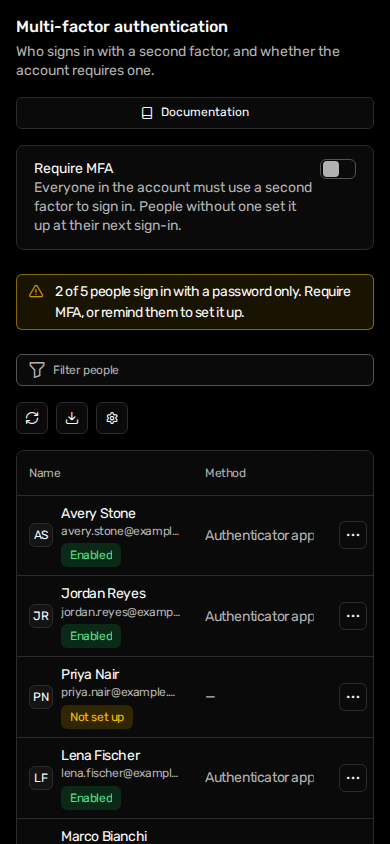 Multi-factor authentication
Who signs in with a second factor, and whether the
account requires one.
Documentation
Require MFA
Everyone in the account must use a second
factor to sign in. People without one set it
up at their next sign-in.
2 of 5 people sign in with a password only. Require
MFA, or remind them to set it up.
Filter people
Name Method
AS
Avery Stone
avery.stone@exampl...
Enabled
Authenticator app
JR
Jordan Reyes
jordan.reyes@examp...
Enabled
Authenticator app
PN
Priya Nair
priya.nair@example....
Not set up
—
LF
Lena Fischer
lena.fischer@exampl...
Enabled
Authenticator app
Marco Bianchi